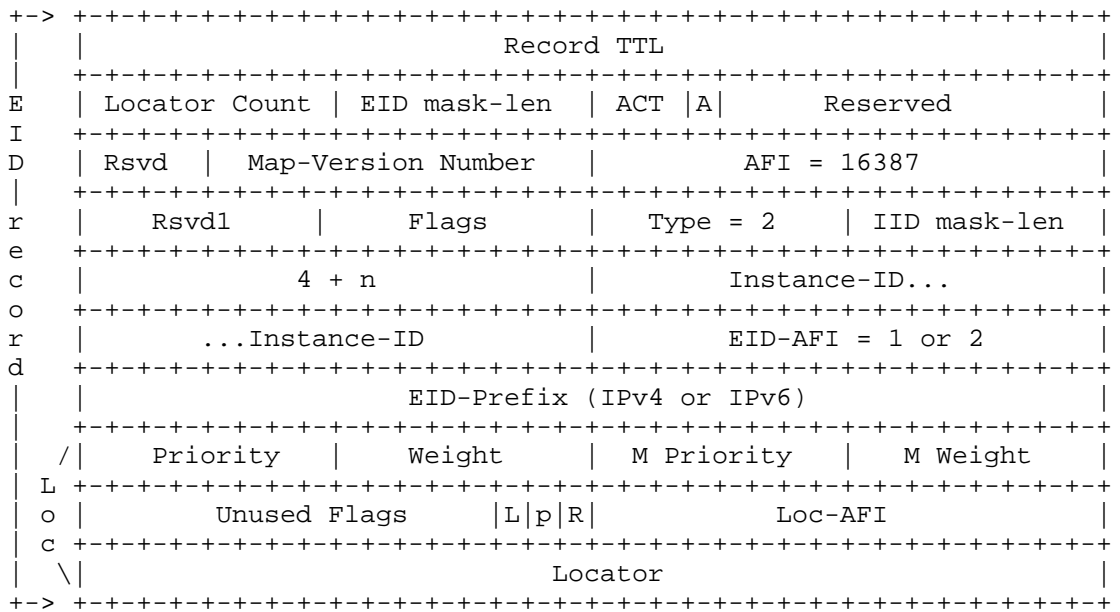 +-> +-+-+-+-+-+-+-+-+-+-+-+-+-+-+-+-+-+-+-+-+-+-+-+-+-+-+-+-+-+-+-+-+
|   |                          Record TTL                           |
|   +-+-+-+-+-+-+-+-+-+-+-+-+-+-+-+-+-+-+-+-+-+-+-+-+-+-+-+-+-+-+-+-+
E   | Locator Count | EID mask-len  | ACT |A|      Reserved         |
I   +-+-+-+-+-+-+-+-+-+-+-+-+-+-+-+-+-+-+-+-+-+-+-+-+-+-+-+-+-+-+-+-+
D   | Rsvd  |  Map-Version Number   |         AFI = 16387           |
|   +-+-+-+-+-+-+-+-+-+-+-+-+-+-+-+-+-+-+-+-+-+-+-+-+-+-+-+-+-+-+-+-+
r   |    Rsvd1     |     Flags      |   Type = 2    | IID mask-len  |
e   +-+-+-+-+-+-+-+-+-+-+-+-+-+-+-+-+-+-+-+-+-+-+-+-+-+-+-+-+-+-+-+-+
c   |             4 + n             |        Instance-ID...         |
o   +-+-+-+-+-+-+-+-+-+-+-+-+-+-+-+-+-+-+-+-+-+-+-+-+-+-+-+-+-+-+-+-+
r   |       ...Instance-ID          |        EID-AFI = 1 or 2       |
d   +-+-+-+-+-+-+-+-+-+-+-+-+-+-+-+-+-+-+-+-+-+-+-+-+-+-+-+-+-+-+-+-+
|   |                    EID-Prefix (IPv4 or IPv6)                  |
|   +-+-+-+-+-+-+-+-+-+-+-+-+-+-+-+-+-+-+-+-+-+-+-+-+-+-+-+-+-+-+-+-+
|  /|    Priority   |    Weight     |  M Priority   |   M Weight    |
| L +-+-+-+-+-+-+-+-+-+-+-+-+-+-+-+-+-+-+-+-+-+-+-+-+-+-+-+-+-+-+-+-+
| o |        Unused Flags     |L|p|R|           Loc-AFI             |
| c +-+-+-+-+-+-+-+-+-+-+-+-+-+-+-+-+-+-+-+-+-+-+-+-+-+-+-+-+-+-+-+-+
|  \|                             Locator                           |
+-> +-+-+-+-+-+-+-+-+-+-+-+-+-+-+-+-+-+-+-+-+-+-+-+-+-+-+-+-+-+-+-+-+